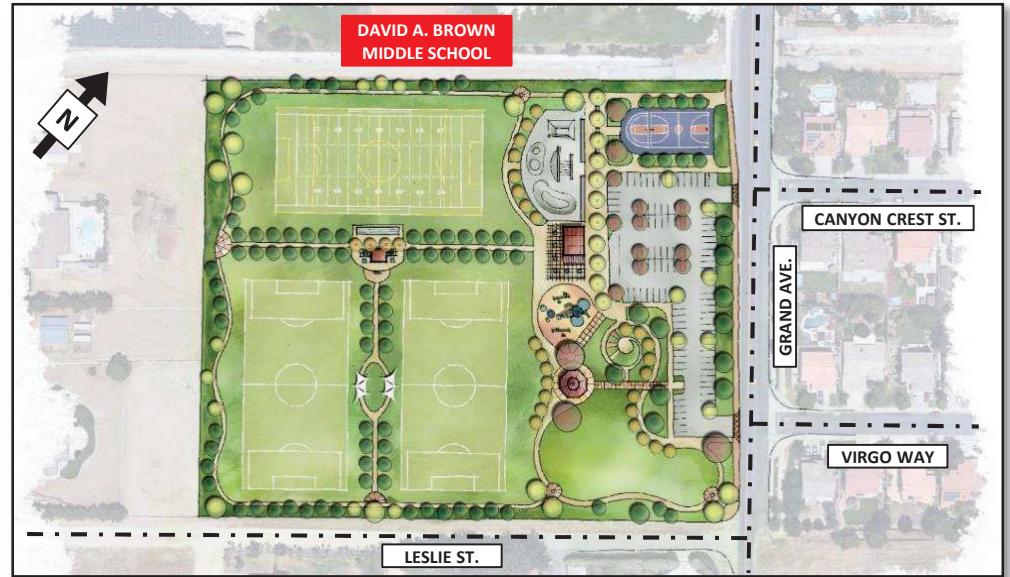 DAVID A. BROWN
MIDDLE SCHOOL
N
CANYON CREST ST.
GRAND AVE.
VIRGO WAY
LESLIE ST.